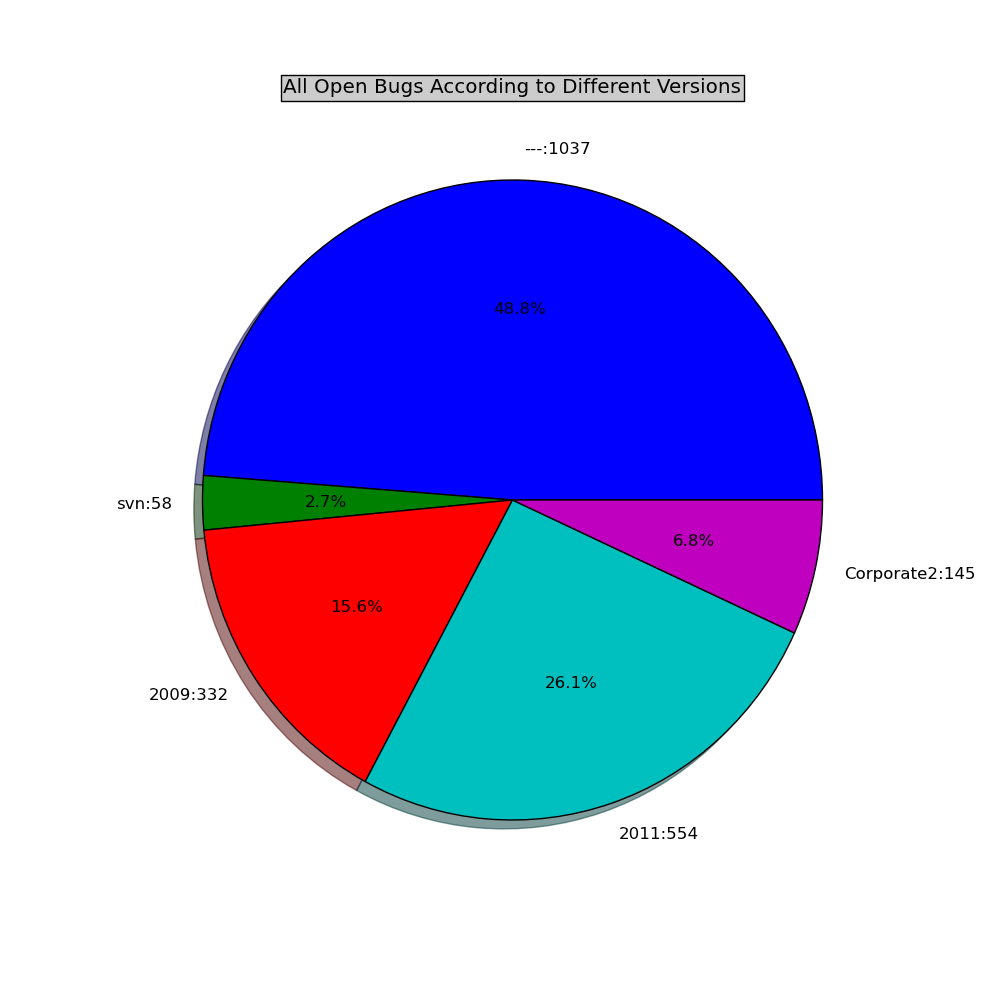 All Open Bugs According to Different Versions
---:1037
48.8%
svn:58
2.7%
6.8%
Corporate2:145
15.6%
2009:332
26.1%
2011:554